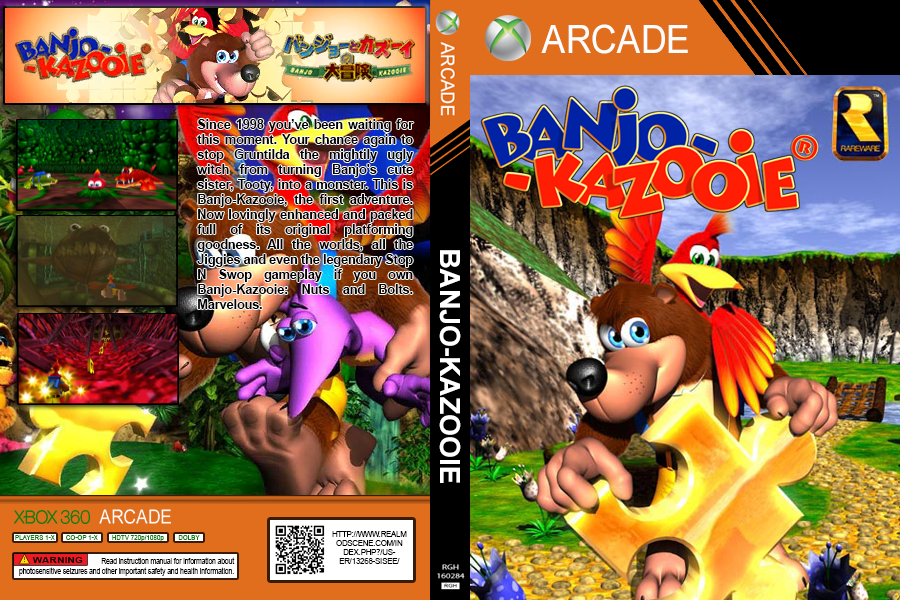 BANJO-
-KAZOOIE®
バンジョーとカズーイ
の
大冒険
BANJO KAZOOIE
Since 1998 you've been waiting for
this moment. Your chance again to
stop Gruntilda the mightily ugly
witch from turning Banjo's cute
sister, Tooty, into a monster. This is
Banjo-Kazooie, the first adventure.
Now lovingly enhanced and packed
full of its original platforming
goodness. All the worlds, all the
Jiggies and even the legendary Stop
N Swop gameplay if you own
Banjo-Kazooie: Nuts and Bolts.
Marvelous.
XBOX 360 ARCADE
PLAYERS 1-X CO-OP 1-X HDTV 720p/1080p DOLBY
WARNING Read instruction manual for information about
photosensitive seizures and other important safety and health information.
HTTP://WWW.REALM
ODSCENE.COM/IN
DEX.PHP?/US-
ER/13268-SISEE/
ARCADE
BANJO-KAZOOIE
RGH
160284
RGH
ARCADE
BANJO-
-KAZOOIE®
R
RAREWARE
TM